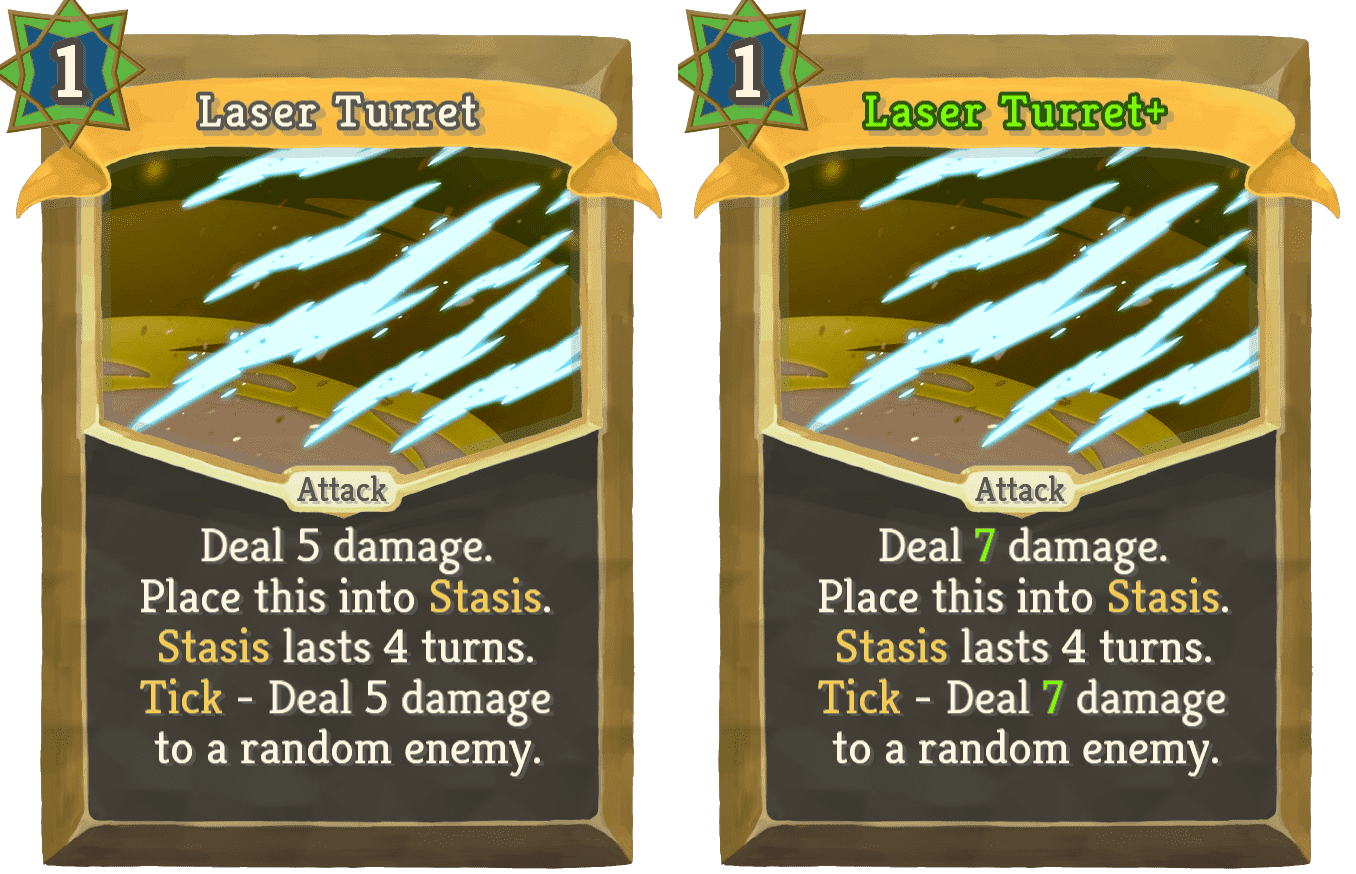 1
Laser Turret
Attack
Deal 5 damage.
Place this into Stasis.
Stasis lasts 4 turns.
Tick - Deal 5 damage
to a random enemy.
1
Laser Turret+
Attack
Deal 7 damage.
Place this into Stasis.
Stasis lasts 4 turns.
Tick - Deal 7 damage
to a random enemy.